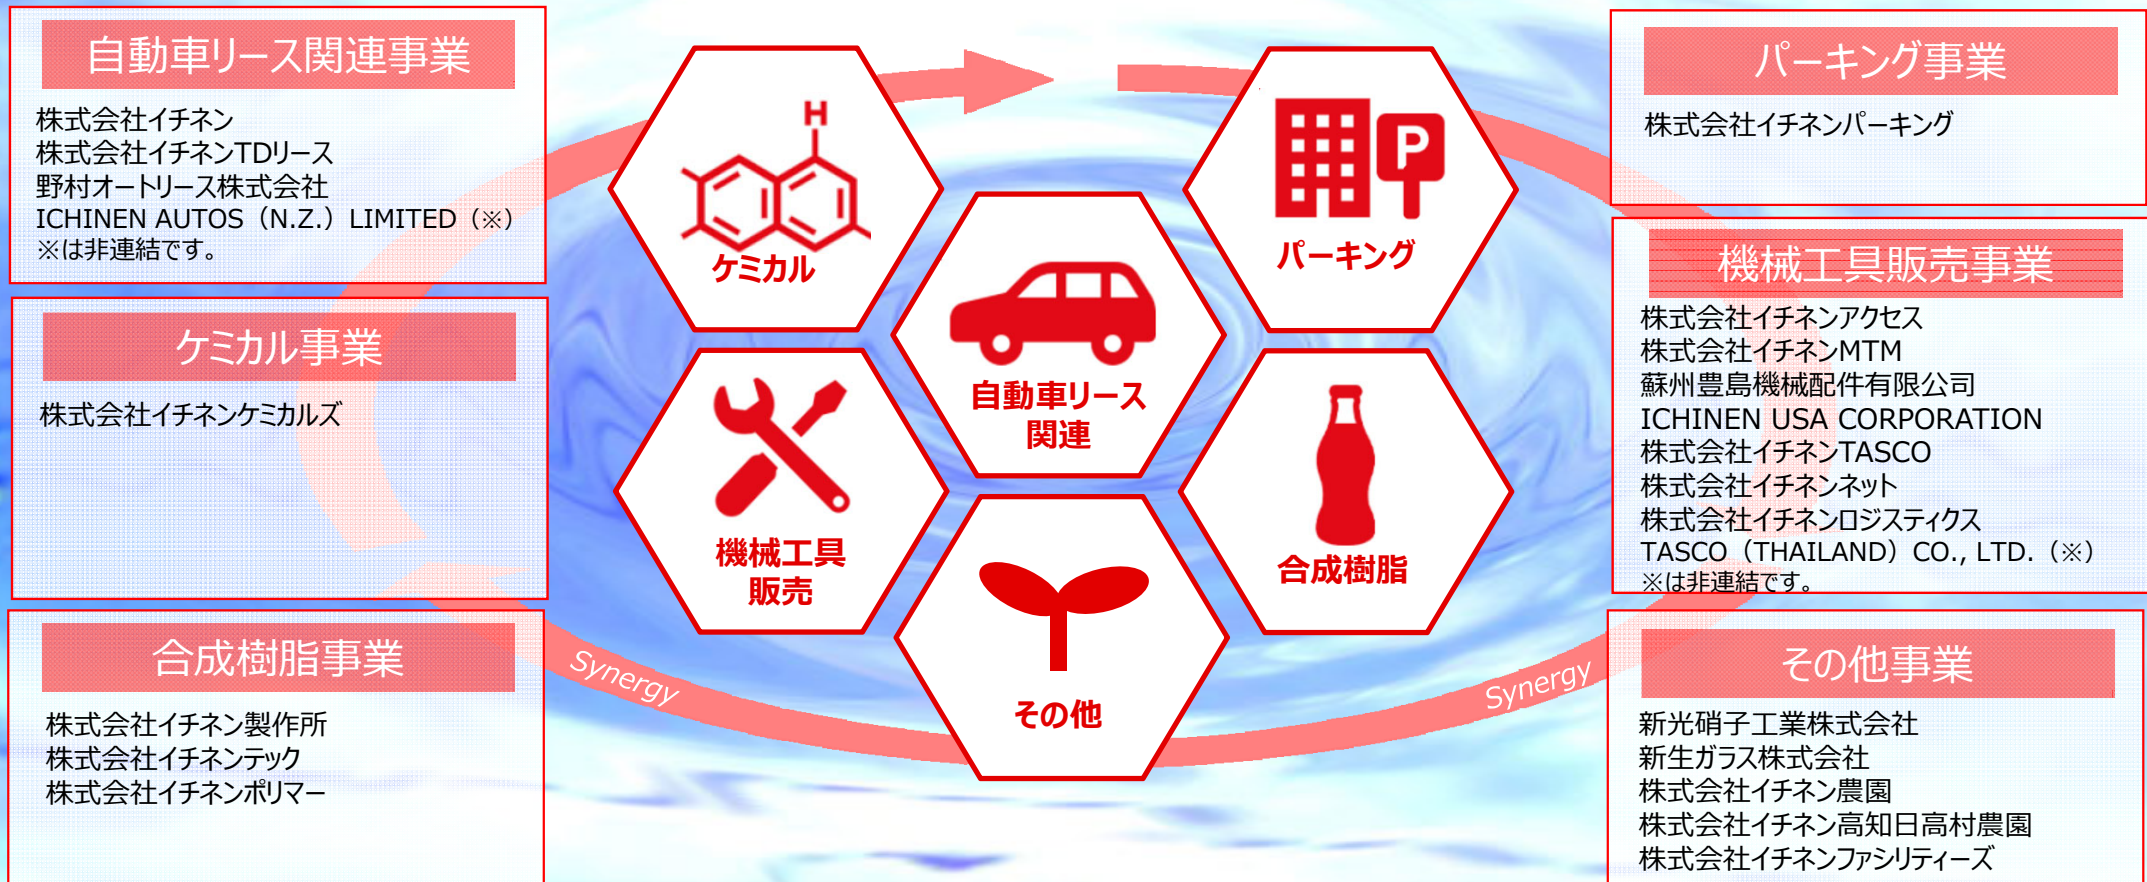 自動車リース関連事業
株式会社イチネン
株式会社イチネンTDリース
野村オートリース株式会社
ICHINEN AUTOS（N.Z.）LIMITED（※）
※は非連結です。
ケミカル事業
株式会社イチネンケミカルズ
合成樹脂事業
株式会社イチネン製作所
株式会社イチネンテック
株式会社イチネンポリマー
H
ケミカル
P
パーキング
自動車リース
関連
機械工具
販売
合成樹脂
その他
Synergy
Synergy
パーキング事業
株式会社イチネンパーキング
機械工具販売事業
株式会社イチネンアクセス
株式会社イチネンMTM
蘇州豊島機械配件有限公司
ICHINEN USA CORPORATION
株式会社イチネンTASCO
株式会社イチネンネット
株式会社イチネンロジスティクス
TASCO（THAILAND）CO., LTD.（※）
※は非連結です。
その他事業
新光硝子工業株式会社
新生ガラス株式会社
株式会社イチネン農園
株式会社イチネン高知日高村農園
株式会社イチネンファシリティーズ